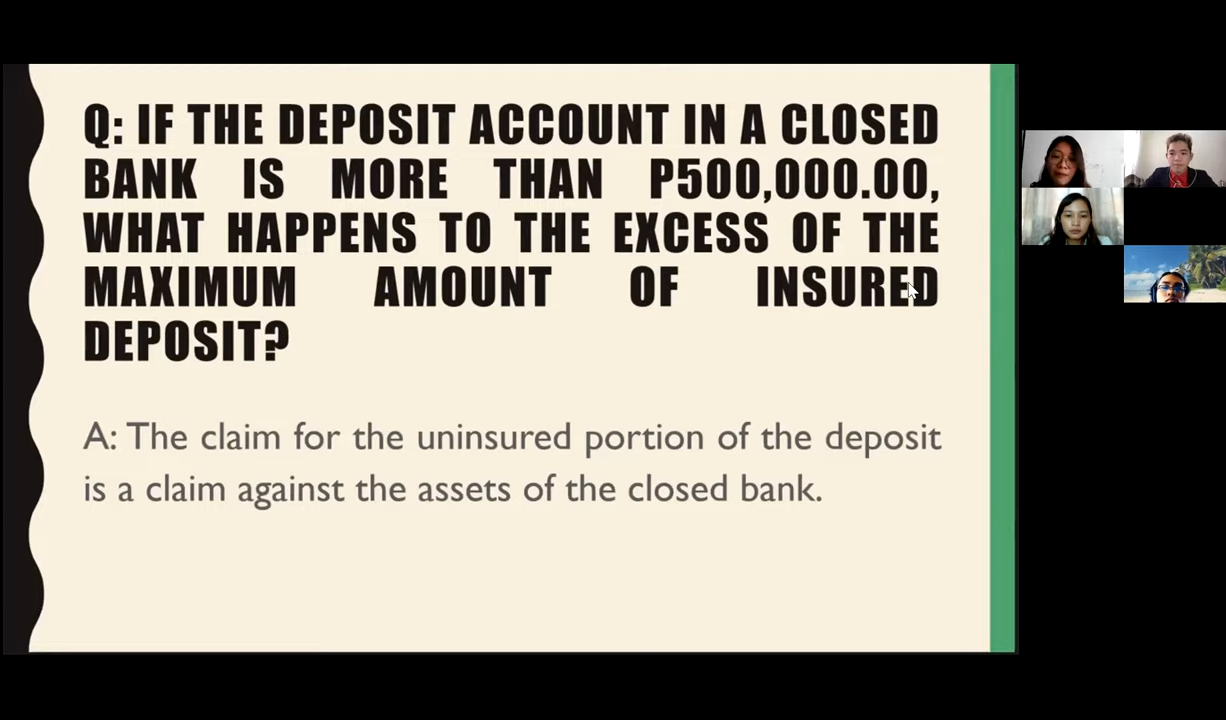 Q: IF THE DEPOSIT ACCOUNT IN A CLOSED
BANK IS MORE THAN P500,000.00,
WHAT HAPPENS TO THE EXCESS OF THE
MAXIMUM AMOUNT OF INSURED
DEPOSIT?
A: The claim for the uninsured portion of the deposit
is a claim against the assets of the closed bank.